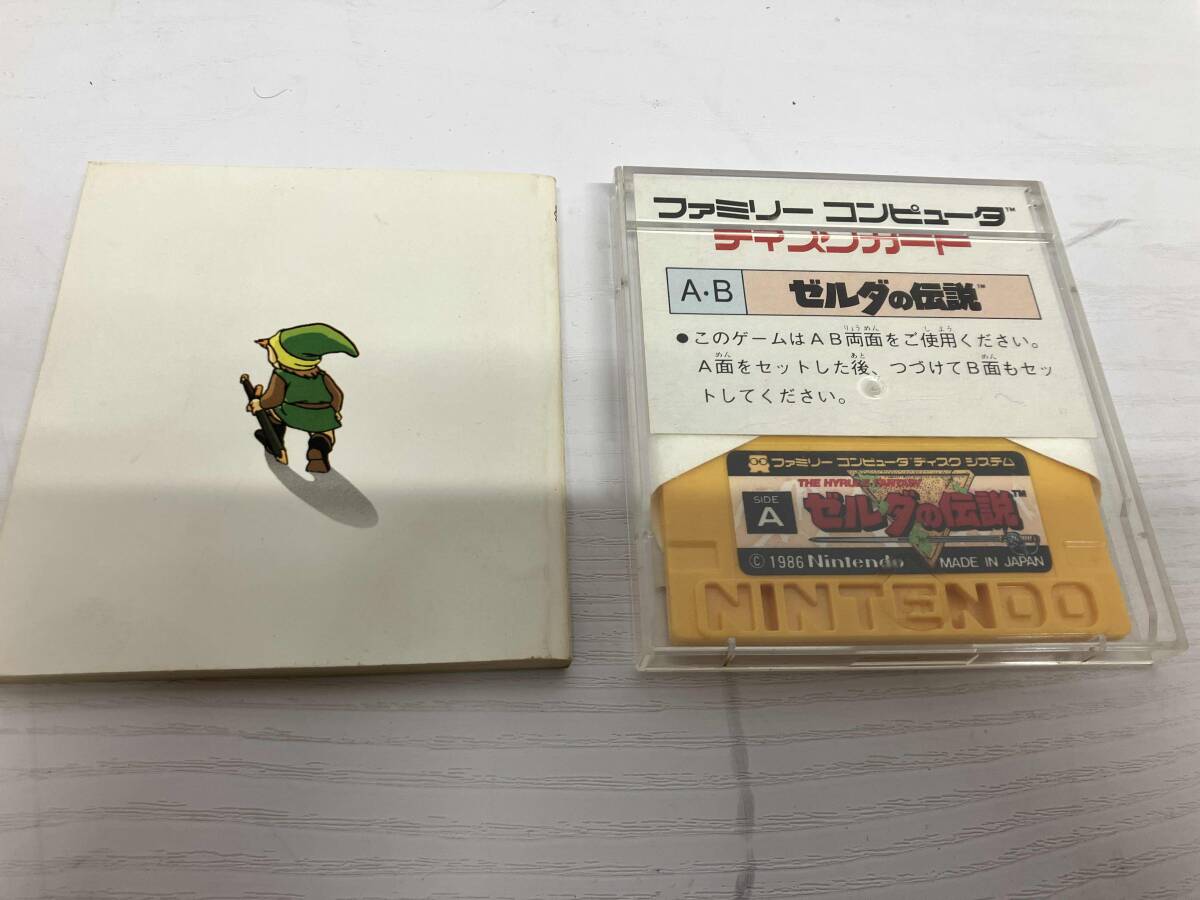 ファミリー コンピュータ™
ディスクカード
A・B ゼルダの伝説™
●このゲームはAB両面をご使用ください。
A面をセットした後、つづけてB面もセッ
トしてください。
ファミリー コンピュータ ディスク システム
THE HYRULE FANTASY
SIDE A
ゼルダの伝説™
© 1986 Nintendo MADE IN JAPAN
NINTENDO